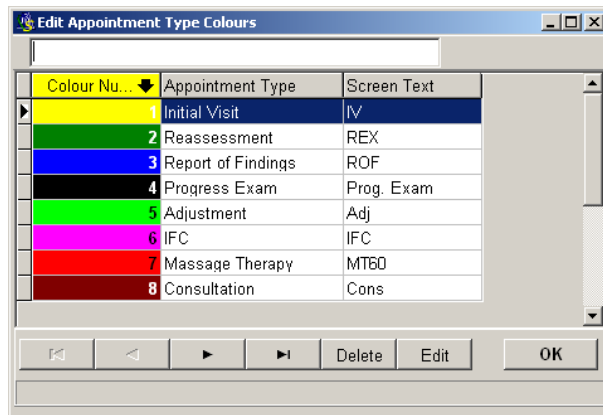 Edit Appointment Type Colours
Colour Nu... Appointment Type Screen Text
1 Initial Visit IV
2 Reassessment REX
3 Report of Findings ROF
4 Progress Exam Prog. Exam
5 Adjustment Adj
6 IFC IFC
7 Massage Therapy MT60
8 Consultation Cons
Delete Edit OK